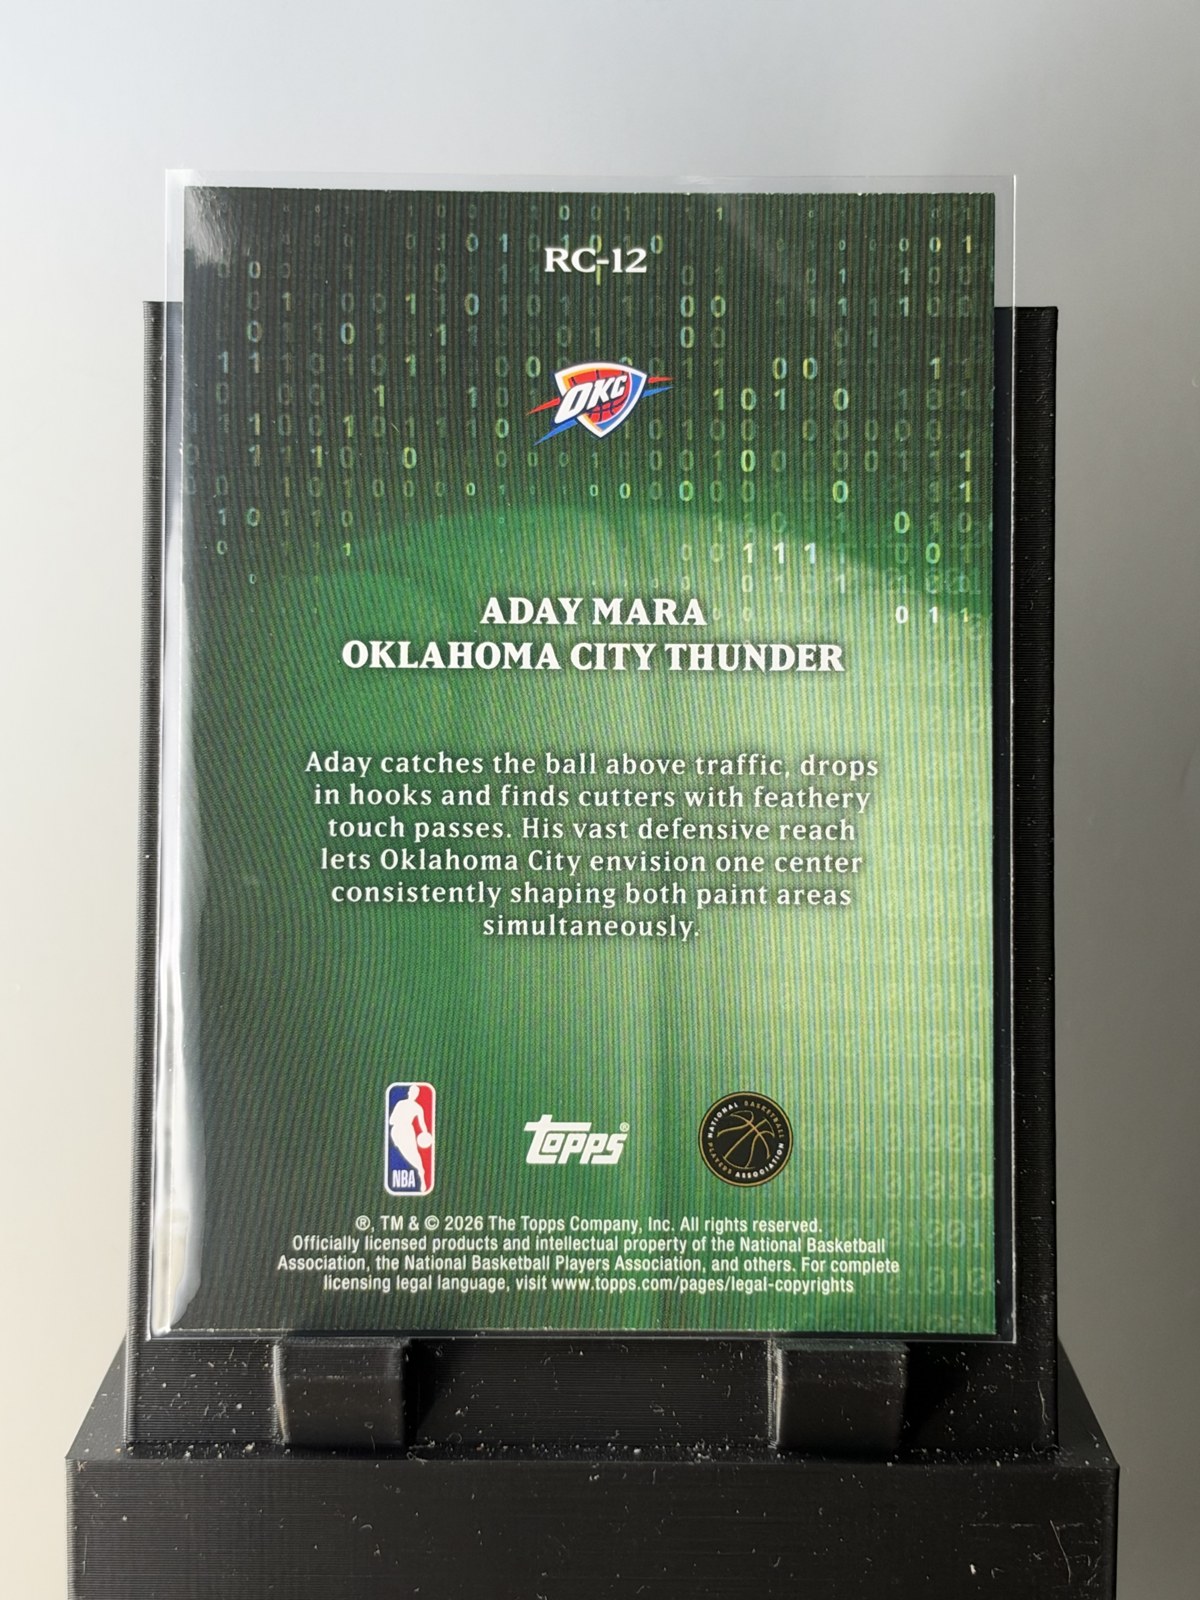 RC-12
OKC
ADAY MARA
OKLAHOMA CITY THUNDER
Aday catches the ball above traffic, drops
in hooks and finds cutters with feathery
touch passes. His vast defensive reach
lets Oklahoma City envision one center
consistently shaping both paint areas
simultaneously.
NBA
topps®
NATIONAL BASKETBALL
PLAYERS ASSOCIATION
®, TM & © 2026 The Topps Company, Inc. All rights reserved.
Officially licensed products and intellectual property of the National Basketball
Association, the National Basketball Players Association, and others. For complete
licensing legal language, visit www.topps.com/pages/legal-copyrights